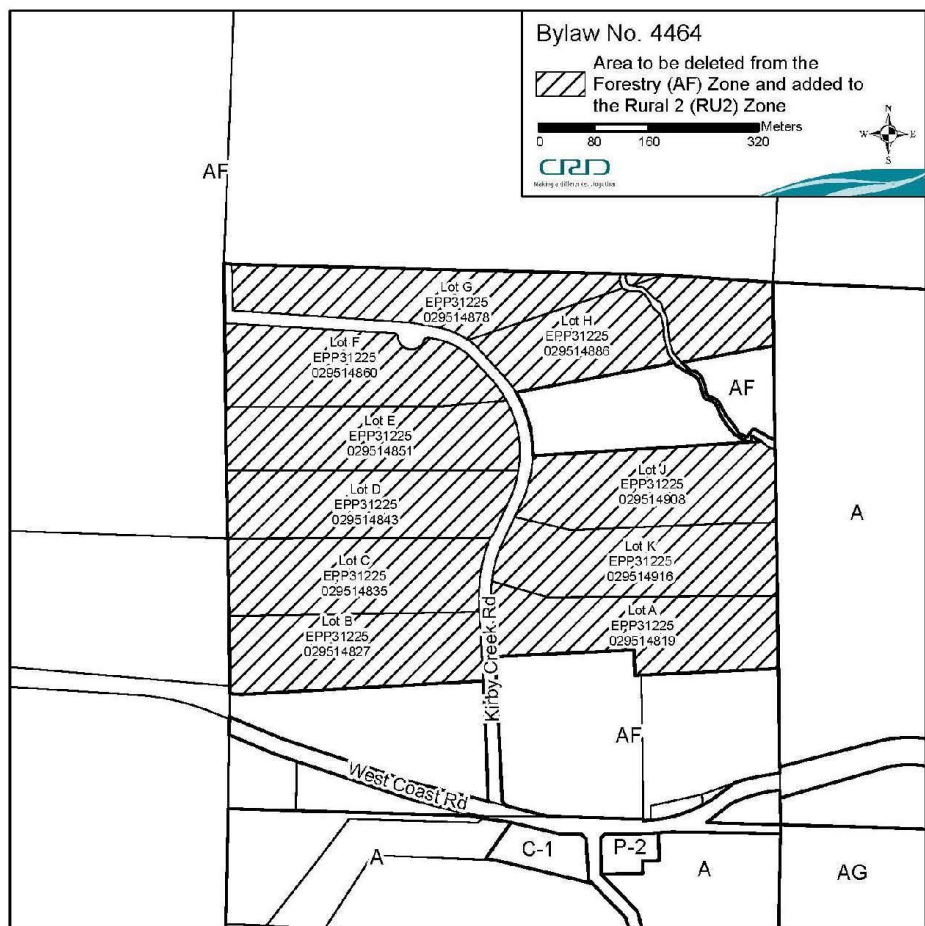 Bylaw No. 4464
Area to be deleted from the
Forestry (AF) Zone and added to
the Rural 2 (RU2) Zone
Meters
0 80 160 320
N
W E
S
CRD
Making a difference...together
AF
Lot G
EPP31225
029514878
Lot H
EPP31225
029514886
Lot F
EPP31225
029514860
AF
Lot E
EPP31225
029514851
Lot J
EPP31225
029514908
Lot D
EPP31225
029514843
A
Lot K
EPP31225
029514916
Lot C
EPP31225
029514835
Lot A
EPP31225
029514819
Lot B
EPP31225
029514827
Kirby Creek Rd
AF
West Coast Rd
C-1
P-2
A
A
AG